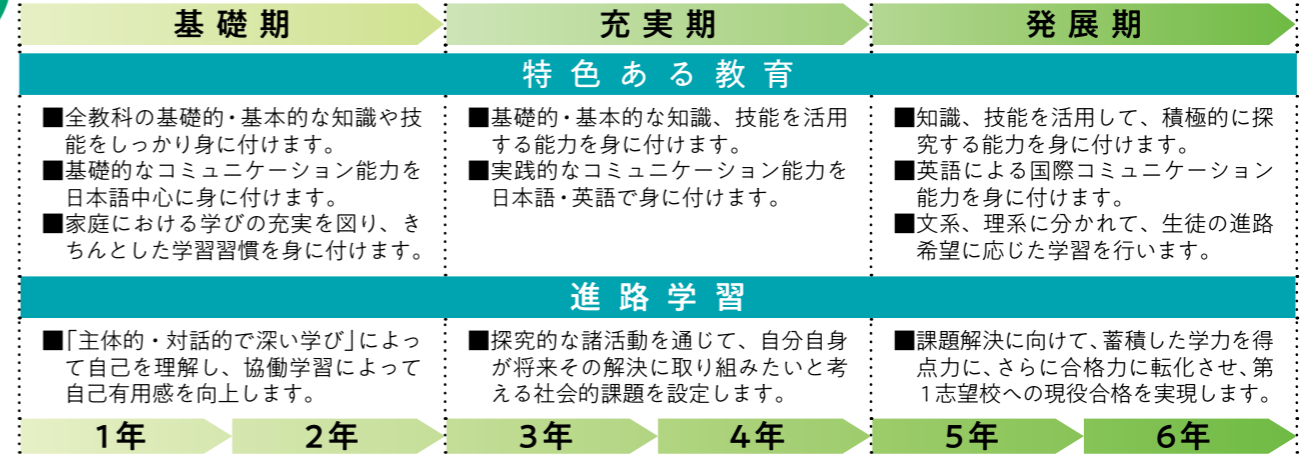 基礎期
充実期
発展期
特色ある教育
■全教科の基礎的・基本的な知識や技
能をしっかり身に付けます。
■基礎的なコミュニケーション能力を
日本語中心に身に付けます。
■家庭における学びの充実を図り、き
ちんとした学習習慣を身に付けます。
■基礎的・基本的な知識、技能を活用
する能力を身に付けます。
■実践的なコミュニケーション能力を
日本語・英語で身に付けます。
■知識、技能を活用して、積極的に探
究する能力を身に付けます。
■英語による国際コミュニケーション
能力を身に付けます。
■文系、理系に分かれて、生徒の進路
希望に応じた学習を行います。
進路学習
■「主体的・対話的で深い学び」によっ
て自己を理解し、協働学習によって
自己有用感を向上します。
■探究的な諸活動を通じて、自分自身
が将来その解決に取り組みたいと考
える社会的課題を設定します。
■課題解決に向けて、蓄積した学力を得
点力に、さらに合格力に転化させ、第
1志望校への現役合格を実現します。
1年
2年
3年
4年
5年
6年